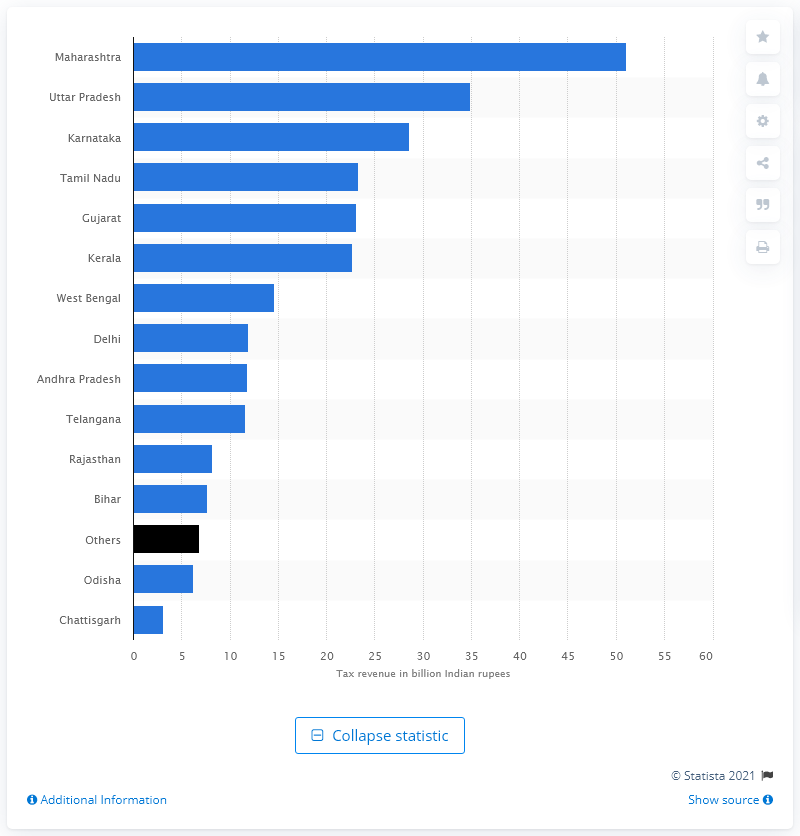 Maharashtra
Uttar Pradesh
Karnataka
Tamil Nadu
Gujarat
Kerala
West Bengal
Delhi
Andhra Pradesh
Telangana
Rajasthan
Bihar
Others
Odisha
Chattisgarh
0 5 10 15 20 25 30 35 40 45 50 55 60
Tax revenue in billion Indian rupees
Collapse statistic
© Statista 2021
Additional Information
Show source